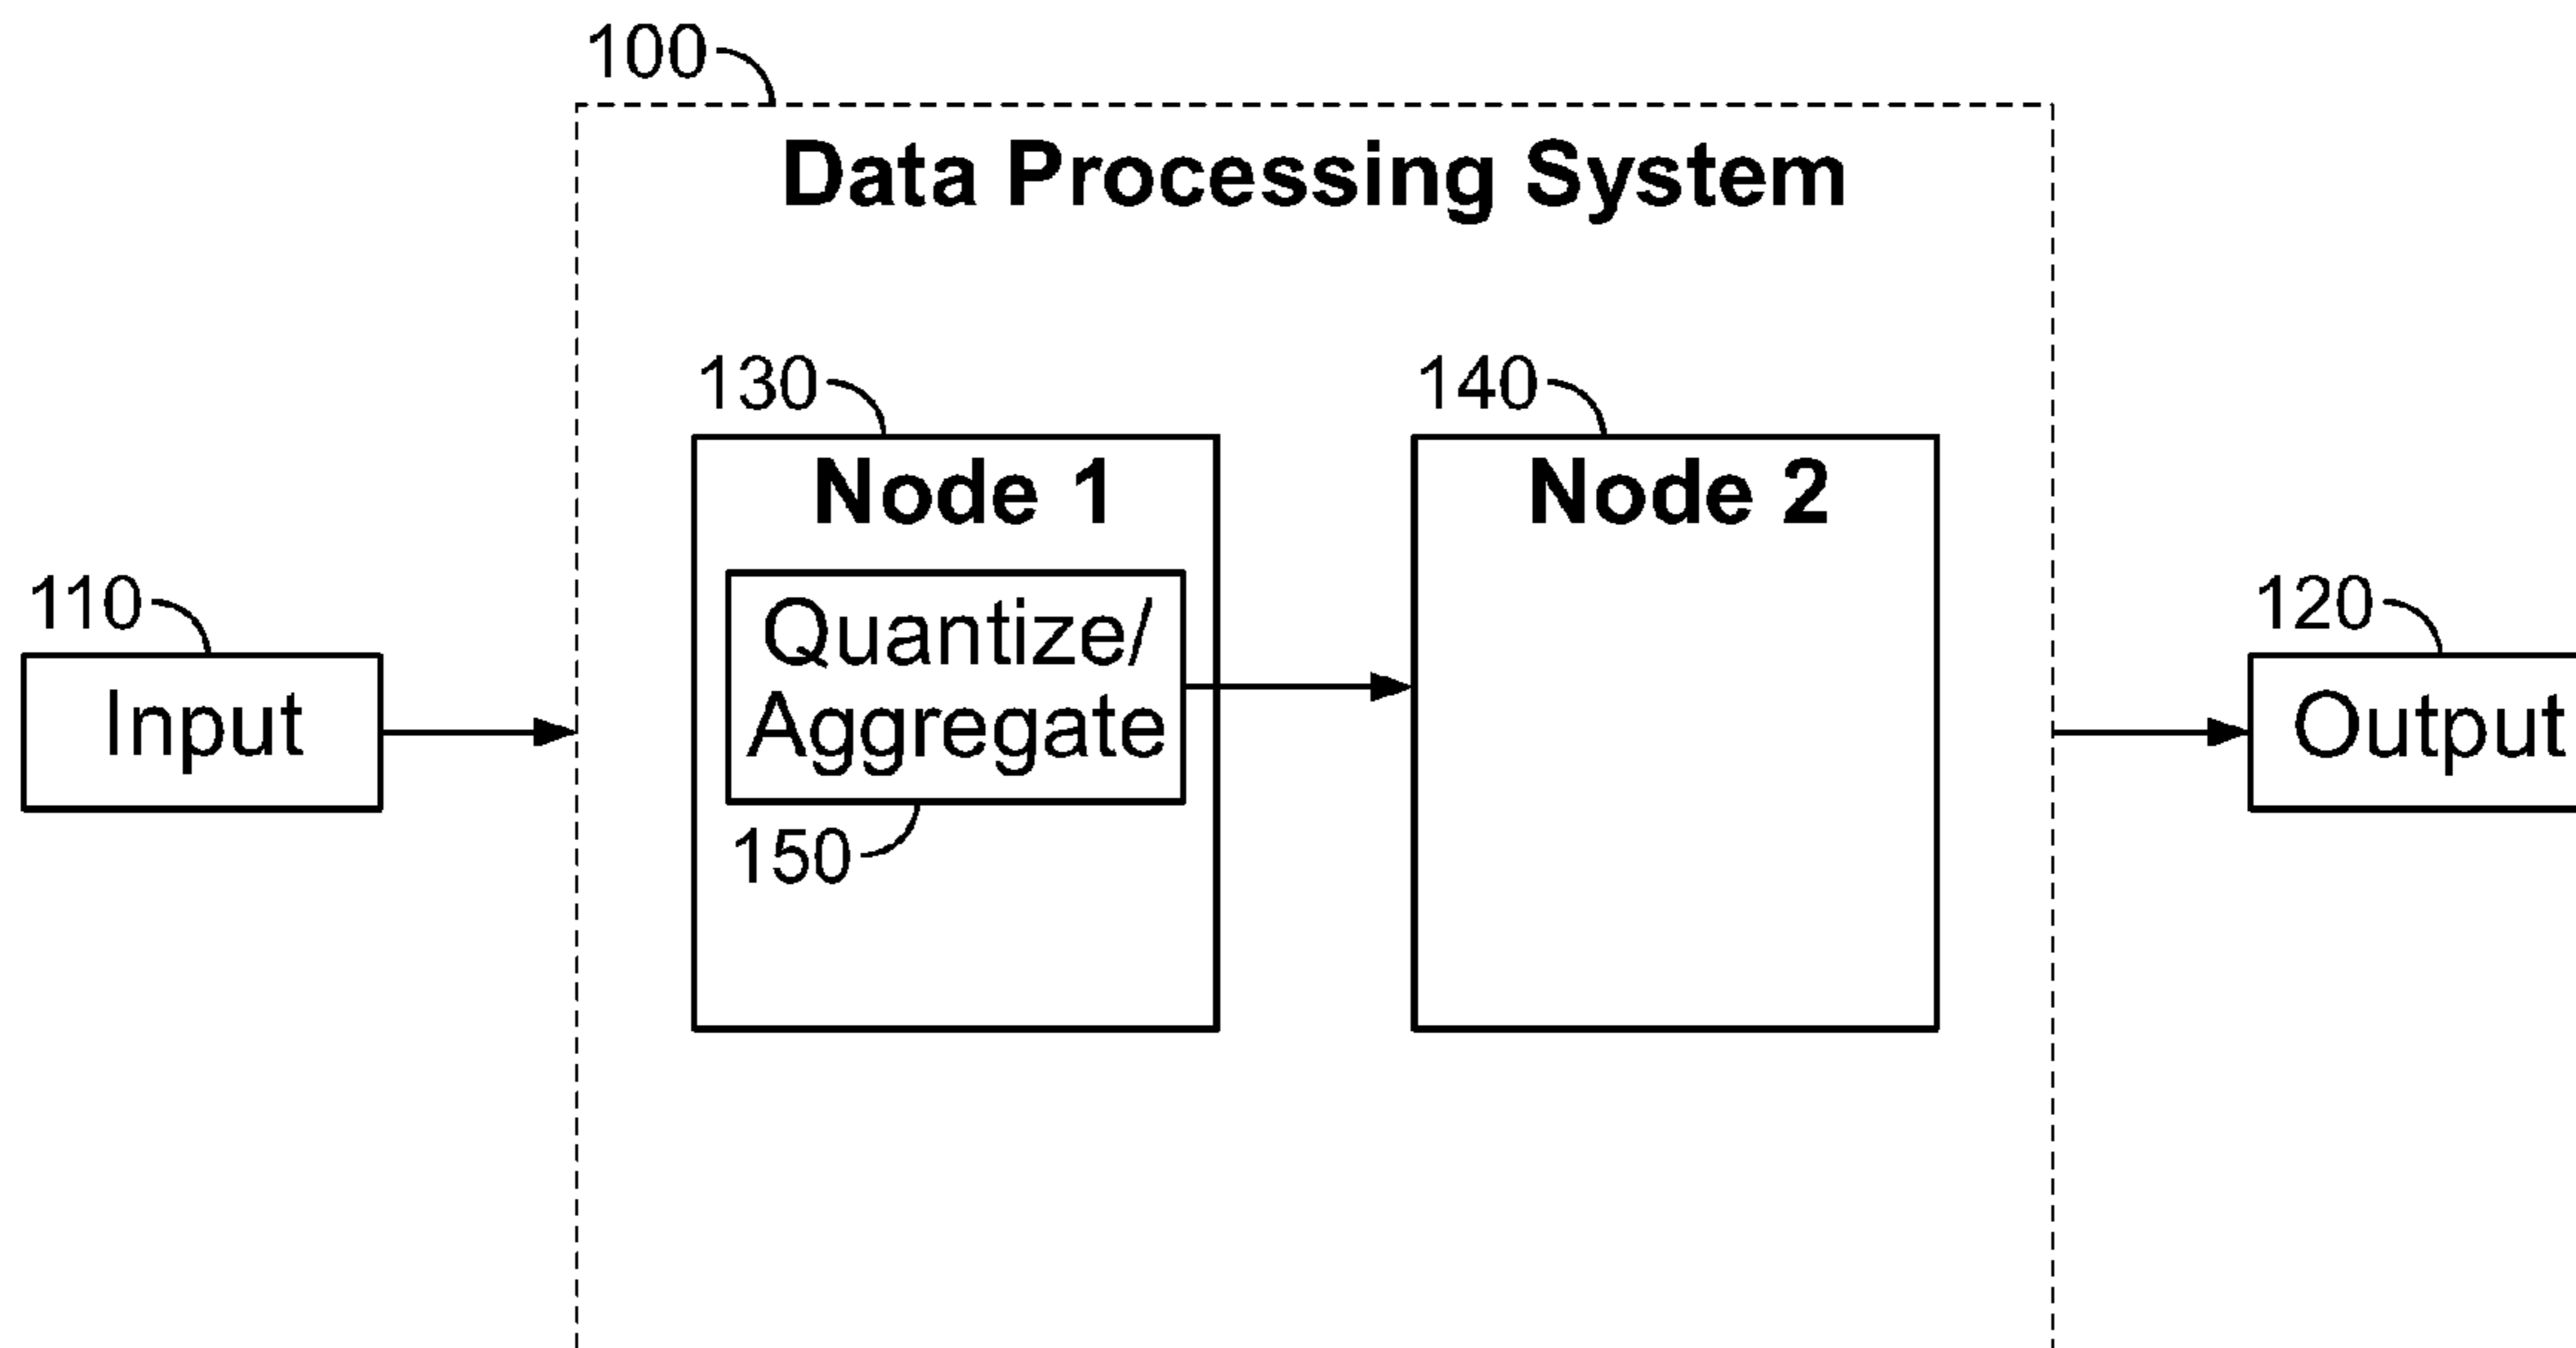 100
Data Processing System
130
140
Node 1
Node 2
110
Quantize/
Aggregate
120
Input
Output
150